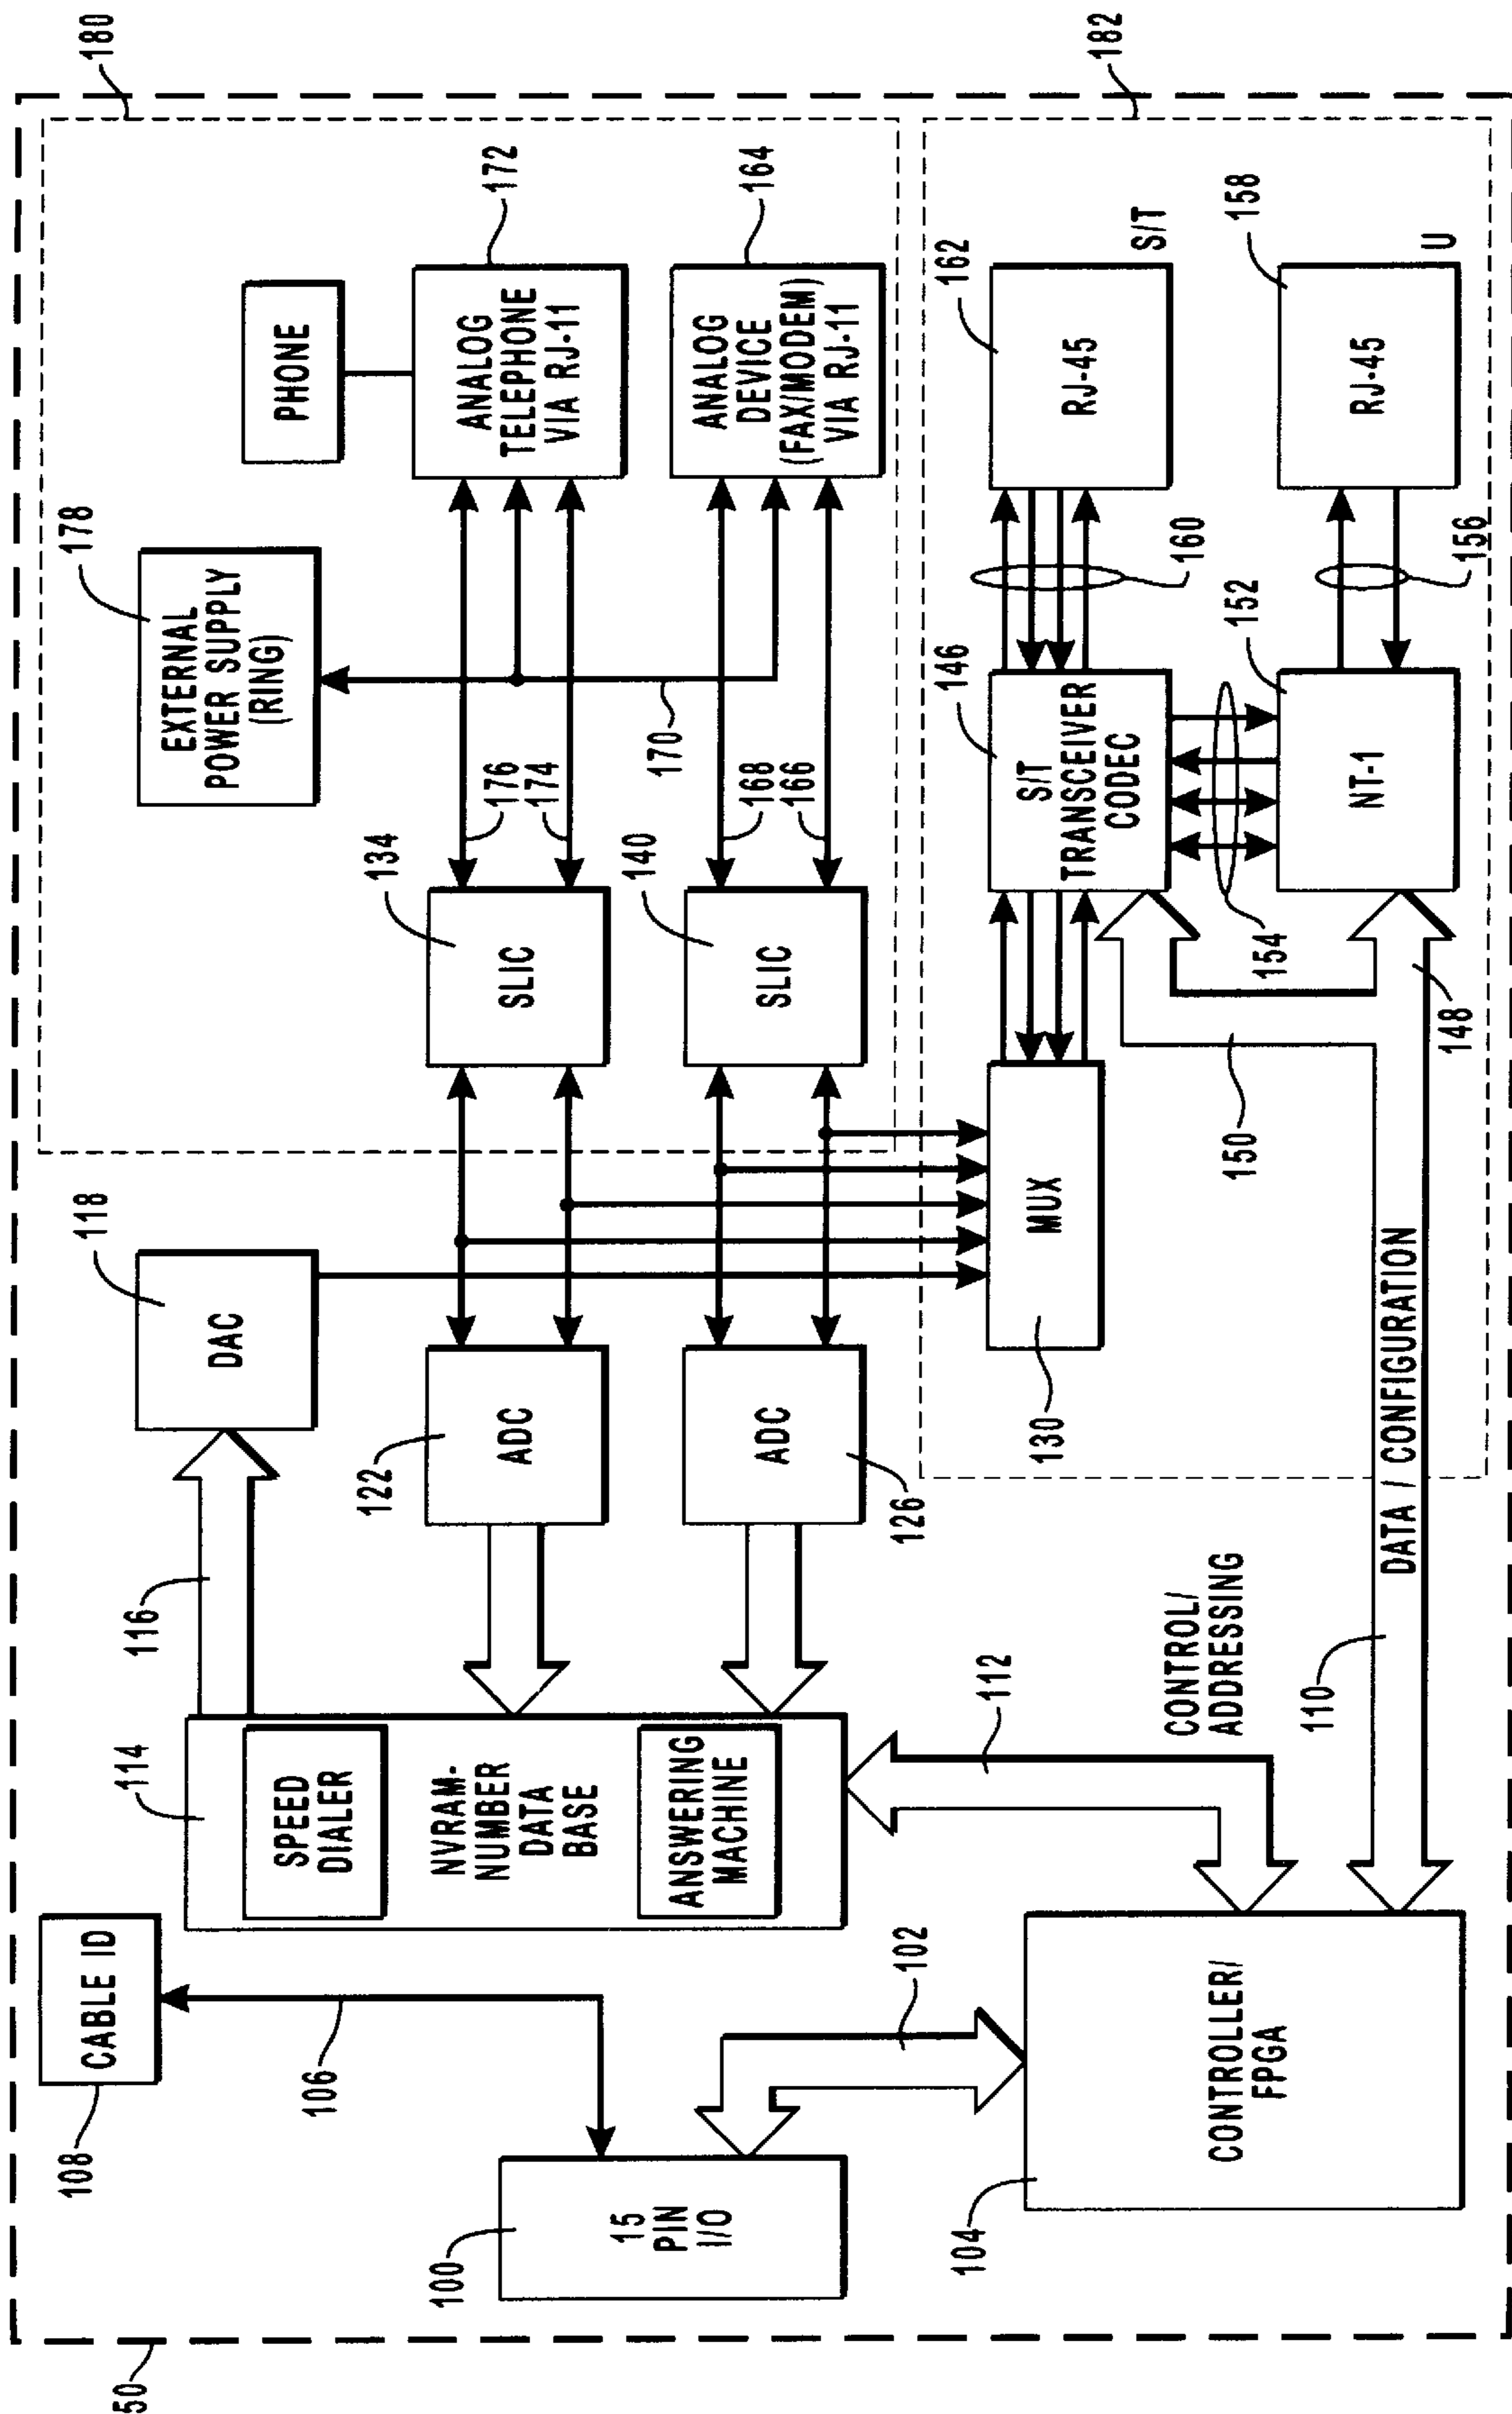 50
180
182
108
CABLE ID
106
100
15
PIN
I/O
102
104
CONTROLLER/
FPGA
114
SPEED
DIALER
NVRAM-
NUMBER
DATA
BASE
ANSWERING
MACHINE
116
118
DAC
122
ADC
126
ADC
112
CONTROL/
ADDRESSING
110
DATA / CONFIGURATION
134
SLIC
140
SLIC
176
174
168
166
170
178
EXTERNAL
POWER SUPPLY
(RING)
PHONE
172
ANALOG
TELEPHONE
VIA RJ-11
164
ANALOG
DEVICE
(FAX/MODEM)
VIA RJ-11
130
MUX
146
S/T
TRANSCEIVER
CODEC
150
148
154
152
NT-1
160
162
RJ-45
S/T
156
158
RJ-45
U